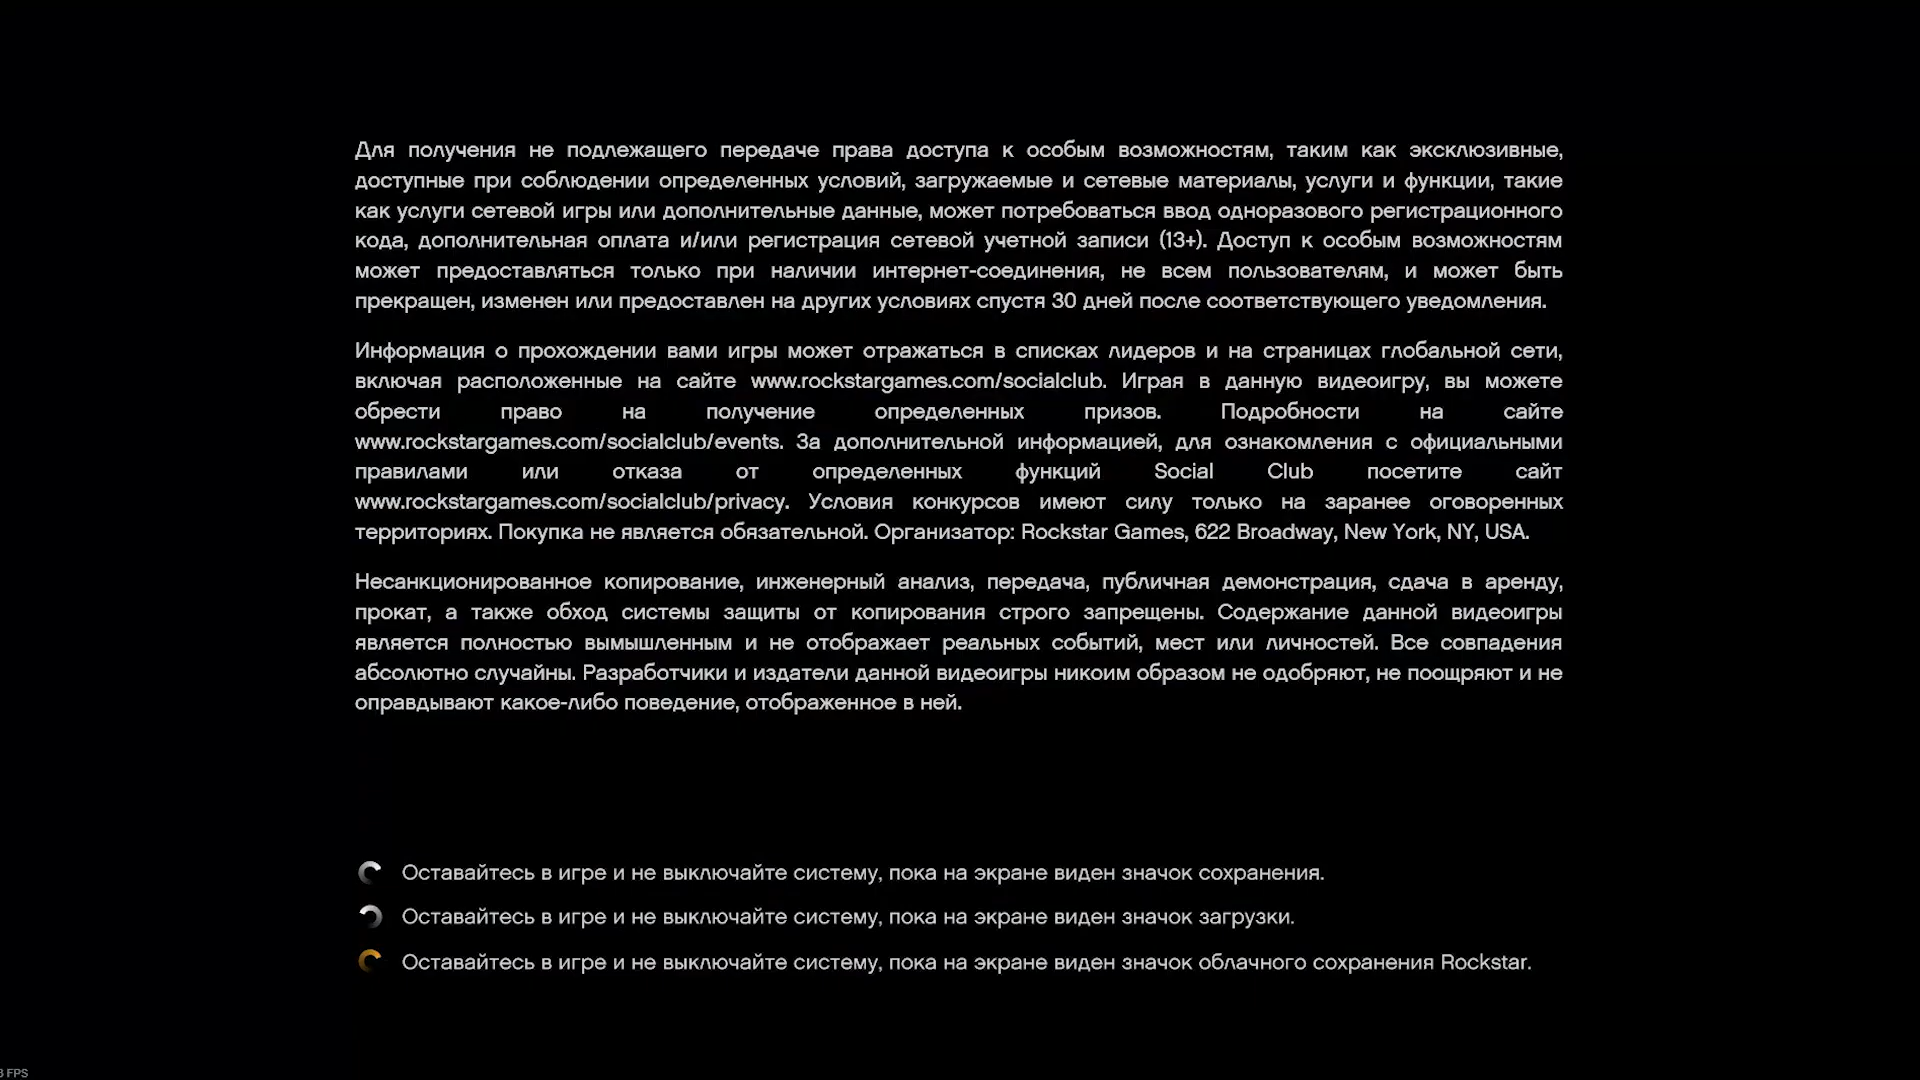 Для получения не подлежащего передаче права доступа к особым возможностям, таким как эксклюзивные,
доступные при соблюдении определенных условий, загружаемые и сетевые материалы, услуги и функции, такие
как услуги сетевой игры или дополнительные данные, может потребоваться ввод одноразового регистрационного
кода, дополнительная оплата и/или регистрация сетевой учетной записи (13+). Доступ к особым возможностям
может предоставляться только при наличии интернет-соединения, не всем пользователям, и может быть
прекращен, изменен или предоставлен на других условиях спустя 30 дней после соответствующего уведомления.
Информация о прохождении вами игры может отражаться в списках лидеров и на страницах глобальной сети,
включая расположенные на сайте www.rockstargames.com/socialclub. Играя в данную видеоигру, вы можете
обрести право на получение определенных призов. Подробности на сайте
www.rockstargames.com/socialclub/events. За дополнительной информацией, для ознакомления с официальными
правилами или отказа от определенных функций Social Club посетите сайт
www.rockstargames.com/socialclub/privacy. Условия конкурсов имеют силу только на заранее оговоренных
территориях. Покупка не является обязательной. Организатор: Rockstar Games, 622 Broadway, New York, NY, USA.
Несанкционированное копирование, инженерный анализ, передача, публичная демонстрация, сдача в аренду,
прокат, а также обход системы защиты от копирования строго запрещены. Содержание данной видеоигры
является полностью вымышленным и не отображает реальных событий, мест или личностей. Все совпадения
абсолютно случайны. Разработчики и издатели данной видеоигры никоим образом не одобряют, не поощряют и не
оправдывают какое-либо поведение, отображенное в ней.
Оставайтесь в игре и не выключайте систему, пока на экране виден значок сохранения.
Оставайтесь в игре и не выключайте систему, пока на экране виден значок загрузки.
Оставайтесь в игре и не выключайте систему, пока на экране виден значок облачного сохранения Rockstar.
FPS